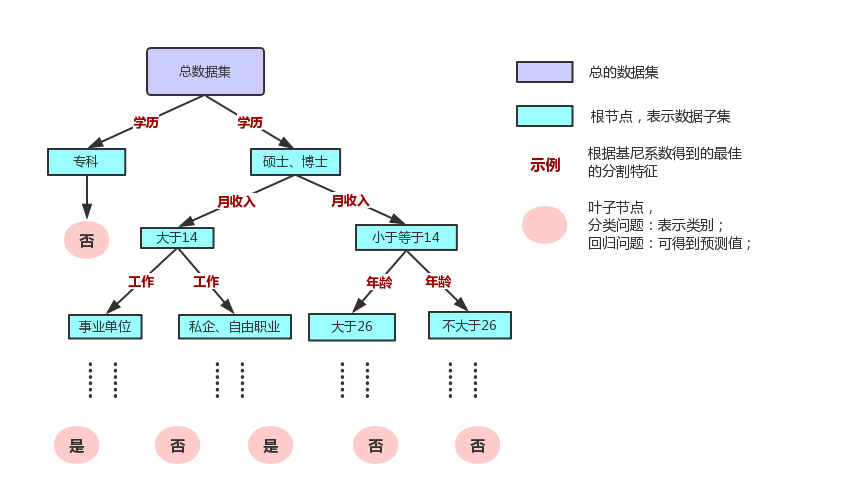 总数据集
总的数据集
学历
学历
根节点，表示数据子集
专科
硕士、博士
示例
根据基尼系数得到的最佳
的分割特征
月收入
月收入
叶子节点，
分类问题：表示类别；
回归问题：可得到预测值；
否
大于14
小于等于14
工作
工作
年龄
年龄
事业单位
私企、自由职业
大于26
不大于26
是
否
是
否
否